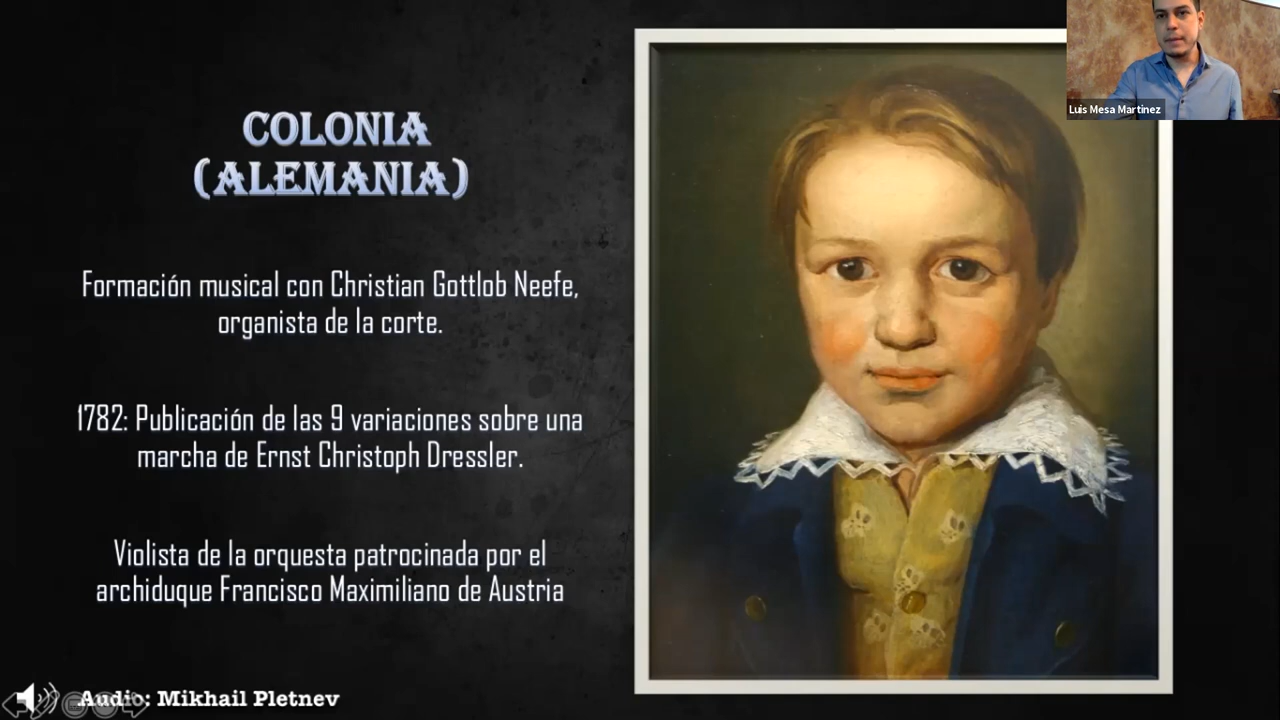 COLONIA
(ALEMANIA)
Formación musical con Christian Gottlob Neefe,
organista de la corte.
1782: Publicación de las 9 variaciones sobre una
marcha de Ernst Christoph Dressler.
Violista de la orquesta patrocinada por el
archiduque Francisco Maximiliano de Austria
Audio: Mikhail Pletnev
Luis Mesa Martinez